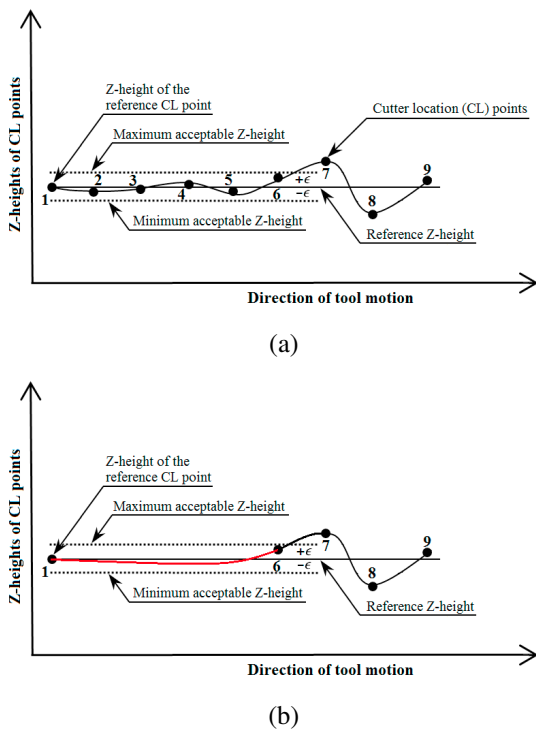 Z-heights of CL points
Z-height of the
reference CL point
Maximum acceptable Z-height
Cutter location (CL) points
1
2
3
4
5
6
7
8
9
+ϵ
−ϵ
Minimum acceptable Z-height
Reference Z-height
Direction of tool motion
(a)
Z-heights of CL points
Z-height of the
reference CL point
Maximum acceptable Z-height
1
6
7
8
9
+ϵ
−ϵ
Minimum acceptable Z-height
Reference Z-height
Direction of tool motion
(b)